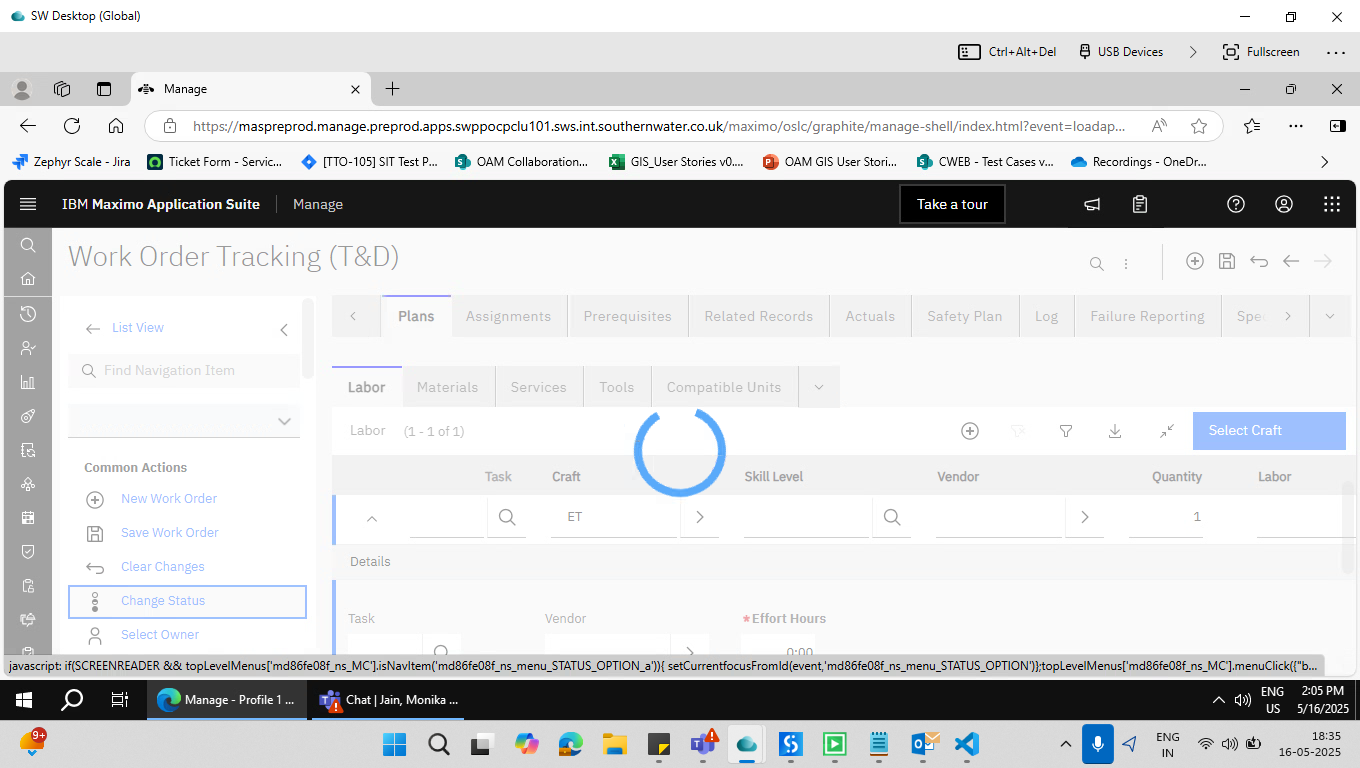 SW Desktop (Global)
Ctrl+Alt+Del
USB Devices
Fullscreen
Manage
https://maspreprod.manage.preprod.apps.swppocpclu101.sws.int.southernwater.co.uk/maximo/oslc/graphite/manage-shell/index.html?event=loadap...
Zephyr Scale - Jira
Ticket Form - Servic...
[TTO-105] SIT Test P...
OAM Collaboration...
GIS_User Stories v0....
OAM GIS User Stori...
CWEB - Test Cases v...
Recordings - OneDr...
IBM Maximo Application Suite
Manage
Take a tour
Work Order Tracking (T&D)
List View
Find Navigation Item
Common Actions
New Work Order
Save Work Order
Clear Changes
Change Status
Select Owner
Plans
Assignments
Prerequisites
Related Records
Actuals
Safety Plan
Log
Failure Reporting
Spec
Labor
Materials
Services
Tools
Compatible Units
Labor (1 - 1 of 1)
Select Craft
Task
Craft
Skill Level
Vendor
Quantity
Labor
ET
1
Details
Task
Vendor
*Effort Hours
0:00
javascript: if(SCREENREADER && topLevelMenus['md86fe08f_ns_MC'].isNavItem('md86fe08f_ns_menu_STATUS_OPTION_a')){ setCurrentfocusFromId(event,'md86fe08f_ns_menu_STATUS_OPTION')};topLevelMenus['md86fe08f_ns_MC'].menuClick({"b...
Manage - Profile 1 ...
Chat | Jain, Monika ...
ENG
US
2:05 PM
5/16/2025
9+
ENG
IN
18:35
16-05-2025